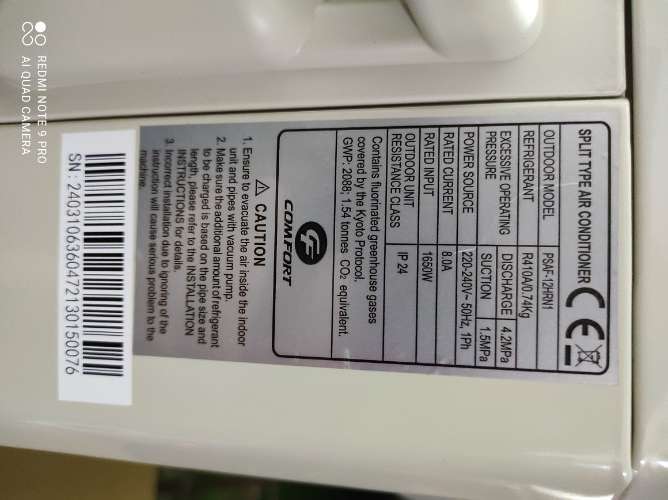 SPLIT TYPE AIR CONDITIONER
CE
OUTDOOR MODEL PSAF-12HRN1
REFRIGERANT R410A/0.74Kg
EXCESSIVE OPERATING PRESSURE DISCHARGE 4.2MPa
SUCTION 1.5MPa
POWER SOURCE 220-240V~ 50Hz, 1Ph
RATED CURRENT 8.0A
RATED INPUT 1650W
OUTDOOR UNIT RESISTANCE CLASS IP 24
Contains fluorinated greenhouse gases
covered by the Kyoto Protocol,
GWP: 2088; 1.54 tonnes CO2 equivalent.
COMFORT
CAUTION
1. Ensure to evacuate the air inside the indoor
unit and pipes with vacuum pump.
2. Make sure the additional amount of refrigerant
to be charged is based on the pipe size and
length, please refer to the INSTALLATION
INSTRUCTIONS for details.
3. Incorrect installation due to ignoring of the
instruction will cause serious problem to the
machine.
SN: 240310636047213015 0076
REDMI NOTE 9 PRO
AI QUAD CAMERA